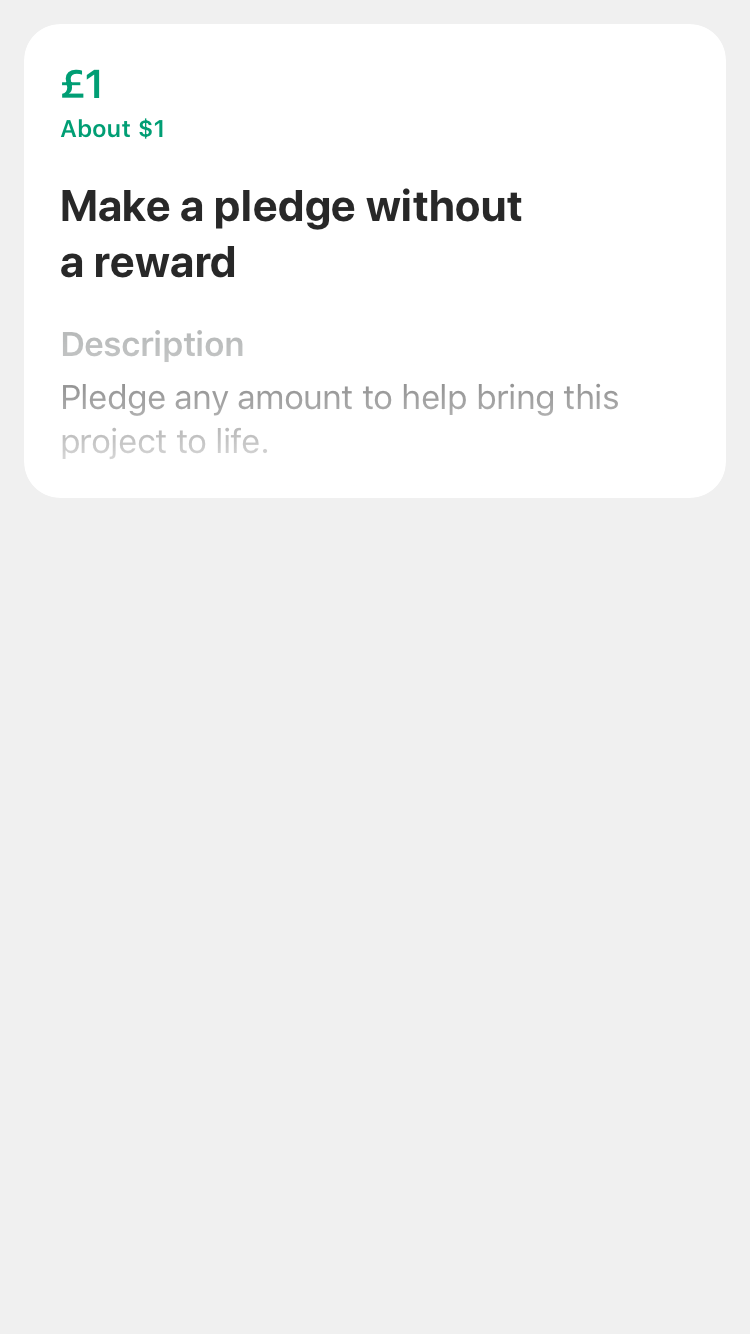 £1
About $1
Make a pledge without
a reward
Description
Pledge any amount to help bring this
project to life.